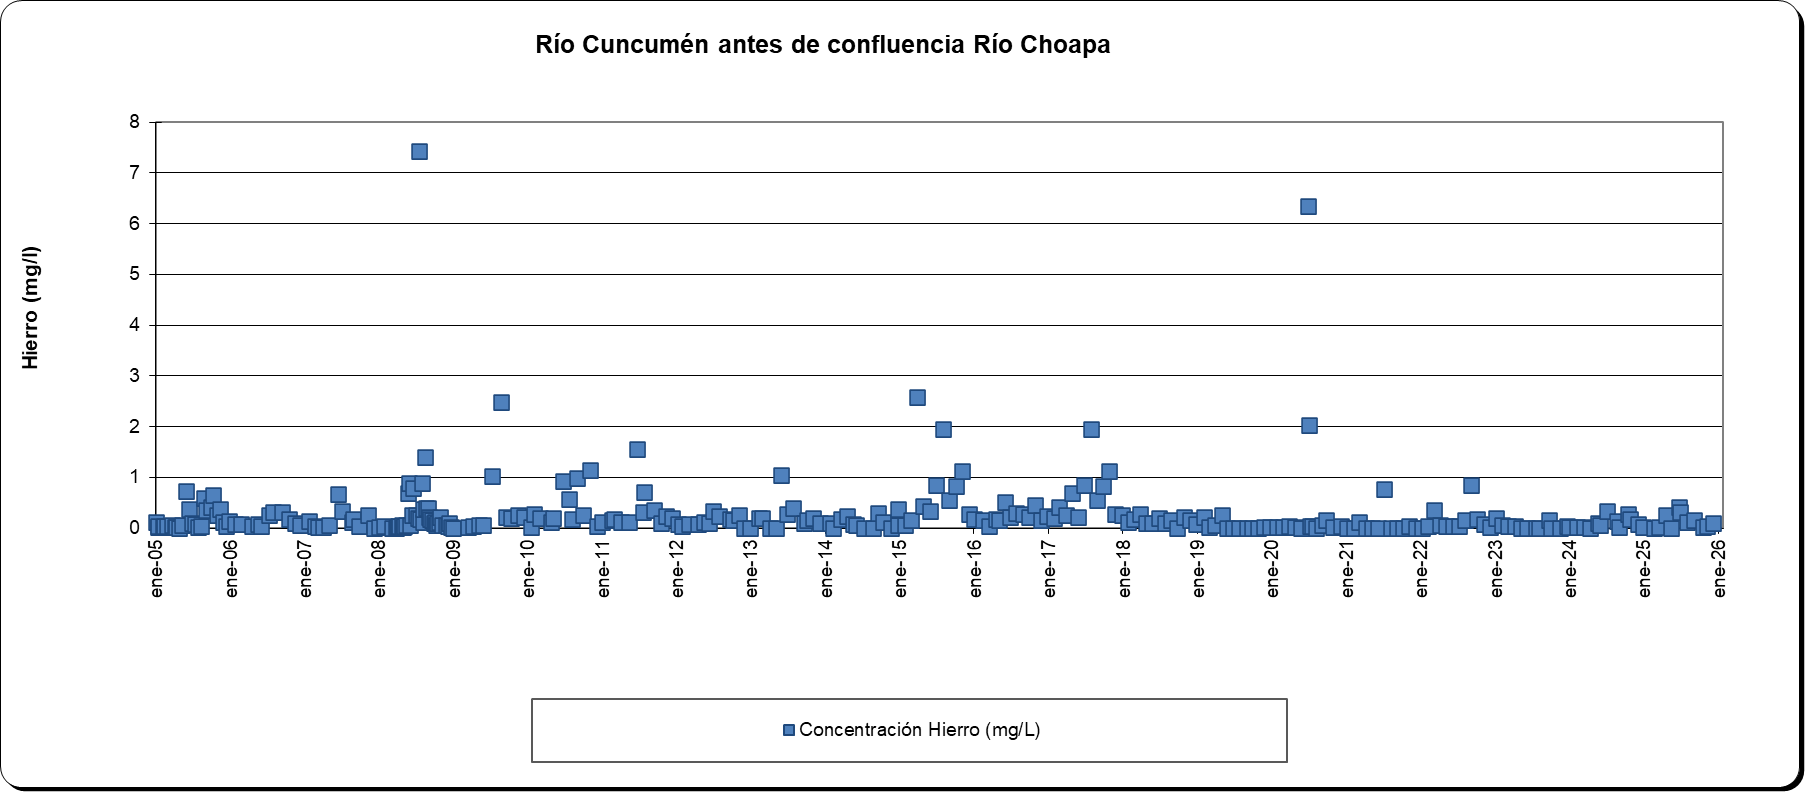 Río Cuncumén antes de confluencia Río Choapa
Hierro (mg/l)
8
7
6
5
4
3
2
1
0
ene-05
ene-06
ene-07
ene-08
ene-09
ene-10
ene-11
ene-12
ene-13
ene-14
ene-15
ene-16
ene-17
ene-18
ene-19
ene-20
ene-21
ene-22
ene-23
ene-24
ene-25
ene-26
Concentración Hierro (mg/L)